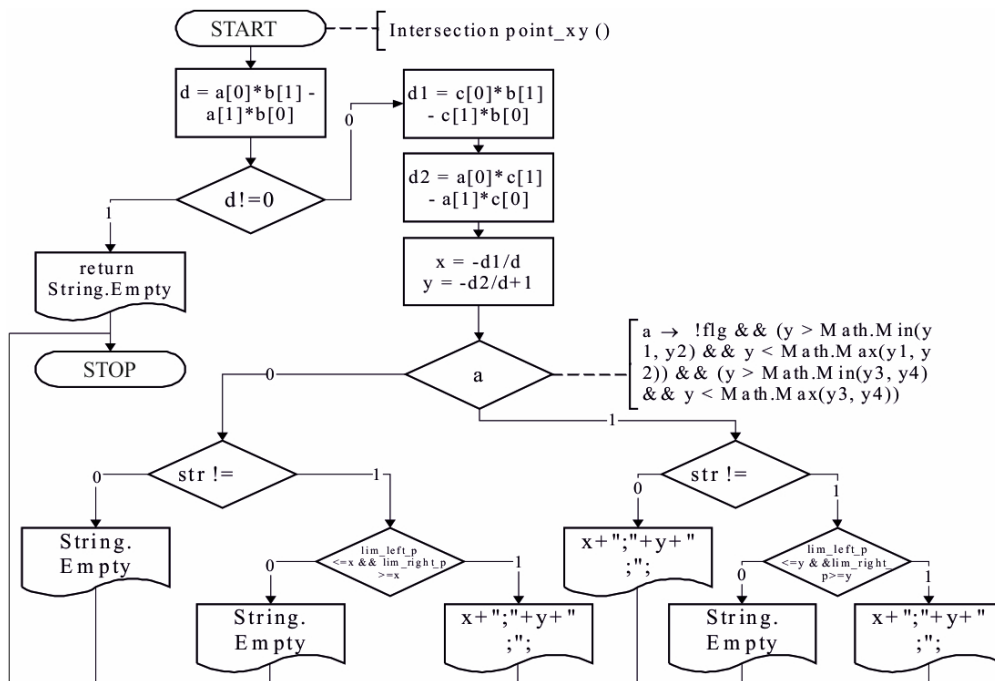 START
Intersection point_xy ()
d = a[0]*b[1] -
a[1]*b[0]
0
d1 = c[0]*b[1]
- c[1]*b[0]
d!=0
d2 = a[0]*c[1]
- a[1]*c[0]
1
return
String.Empty
x = -d1/d
y = -d2/d+1
STOP
a
a → !flg && (y > Math.Min(y
1, y2) && y < Math.Max(y1, y
2)) && (y > Math.Min(y3, y4)
&& y < Math.Max(y3, y4))
0
1
str !=
0
1
str !=
0
1
String.
Empty
lim_left_p
<=x && lim_right_p
>=x
0
1
x+";"+y+"
;";
lim_left_p
<=y & &lim_right_
p>=y
0
1
String.
Empty
x+";"+y+"
;";
String.
Empty
x+";"+y+"
;";